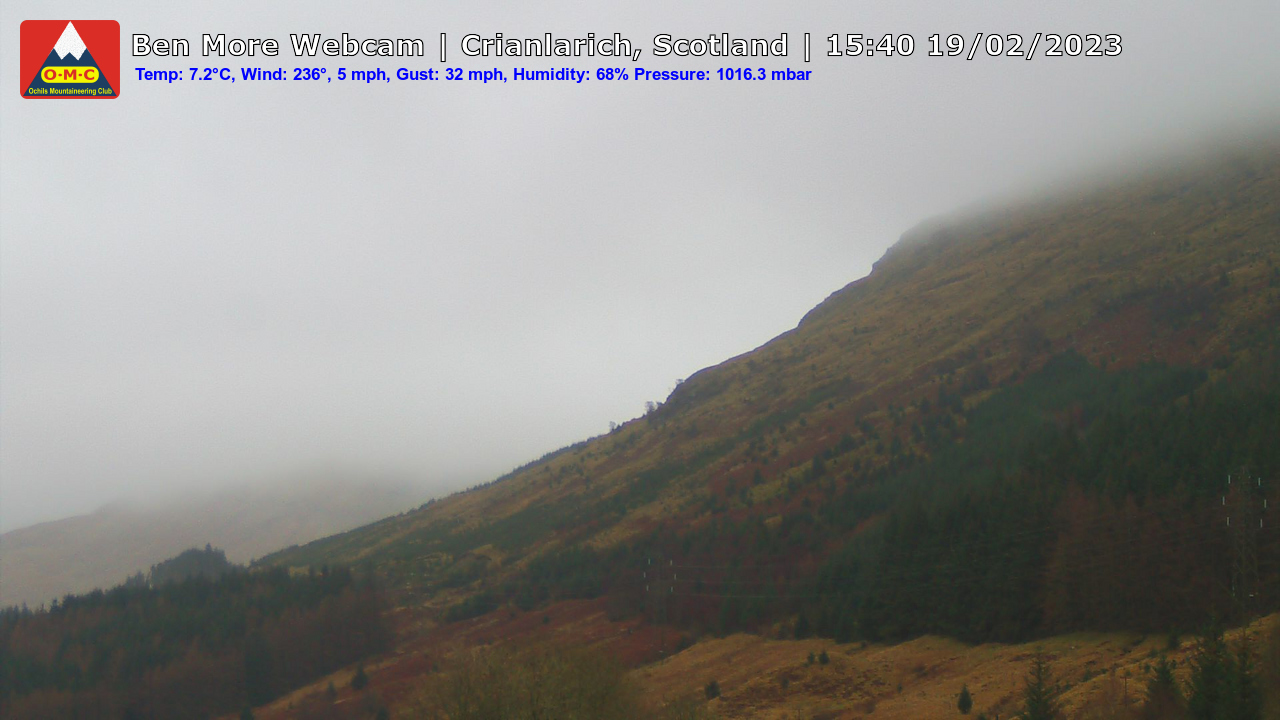 Ben More Webcam | Crianlarich, Scotland | 15:40 19/02/2023
Temp: 7.2°C, Wind: 236°, 5 mph, Gust: 32 mph, Humidity: 68% Pressure: 1016.3 mbar
O·M·C
Ochils Mountaineering Club